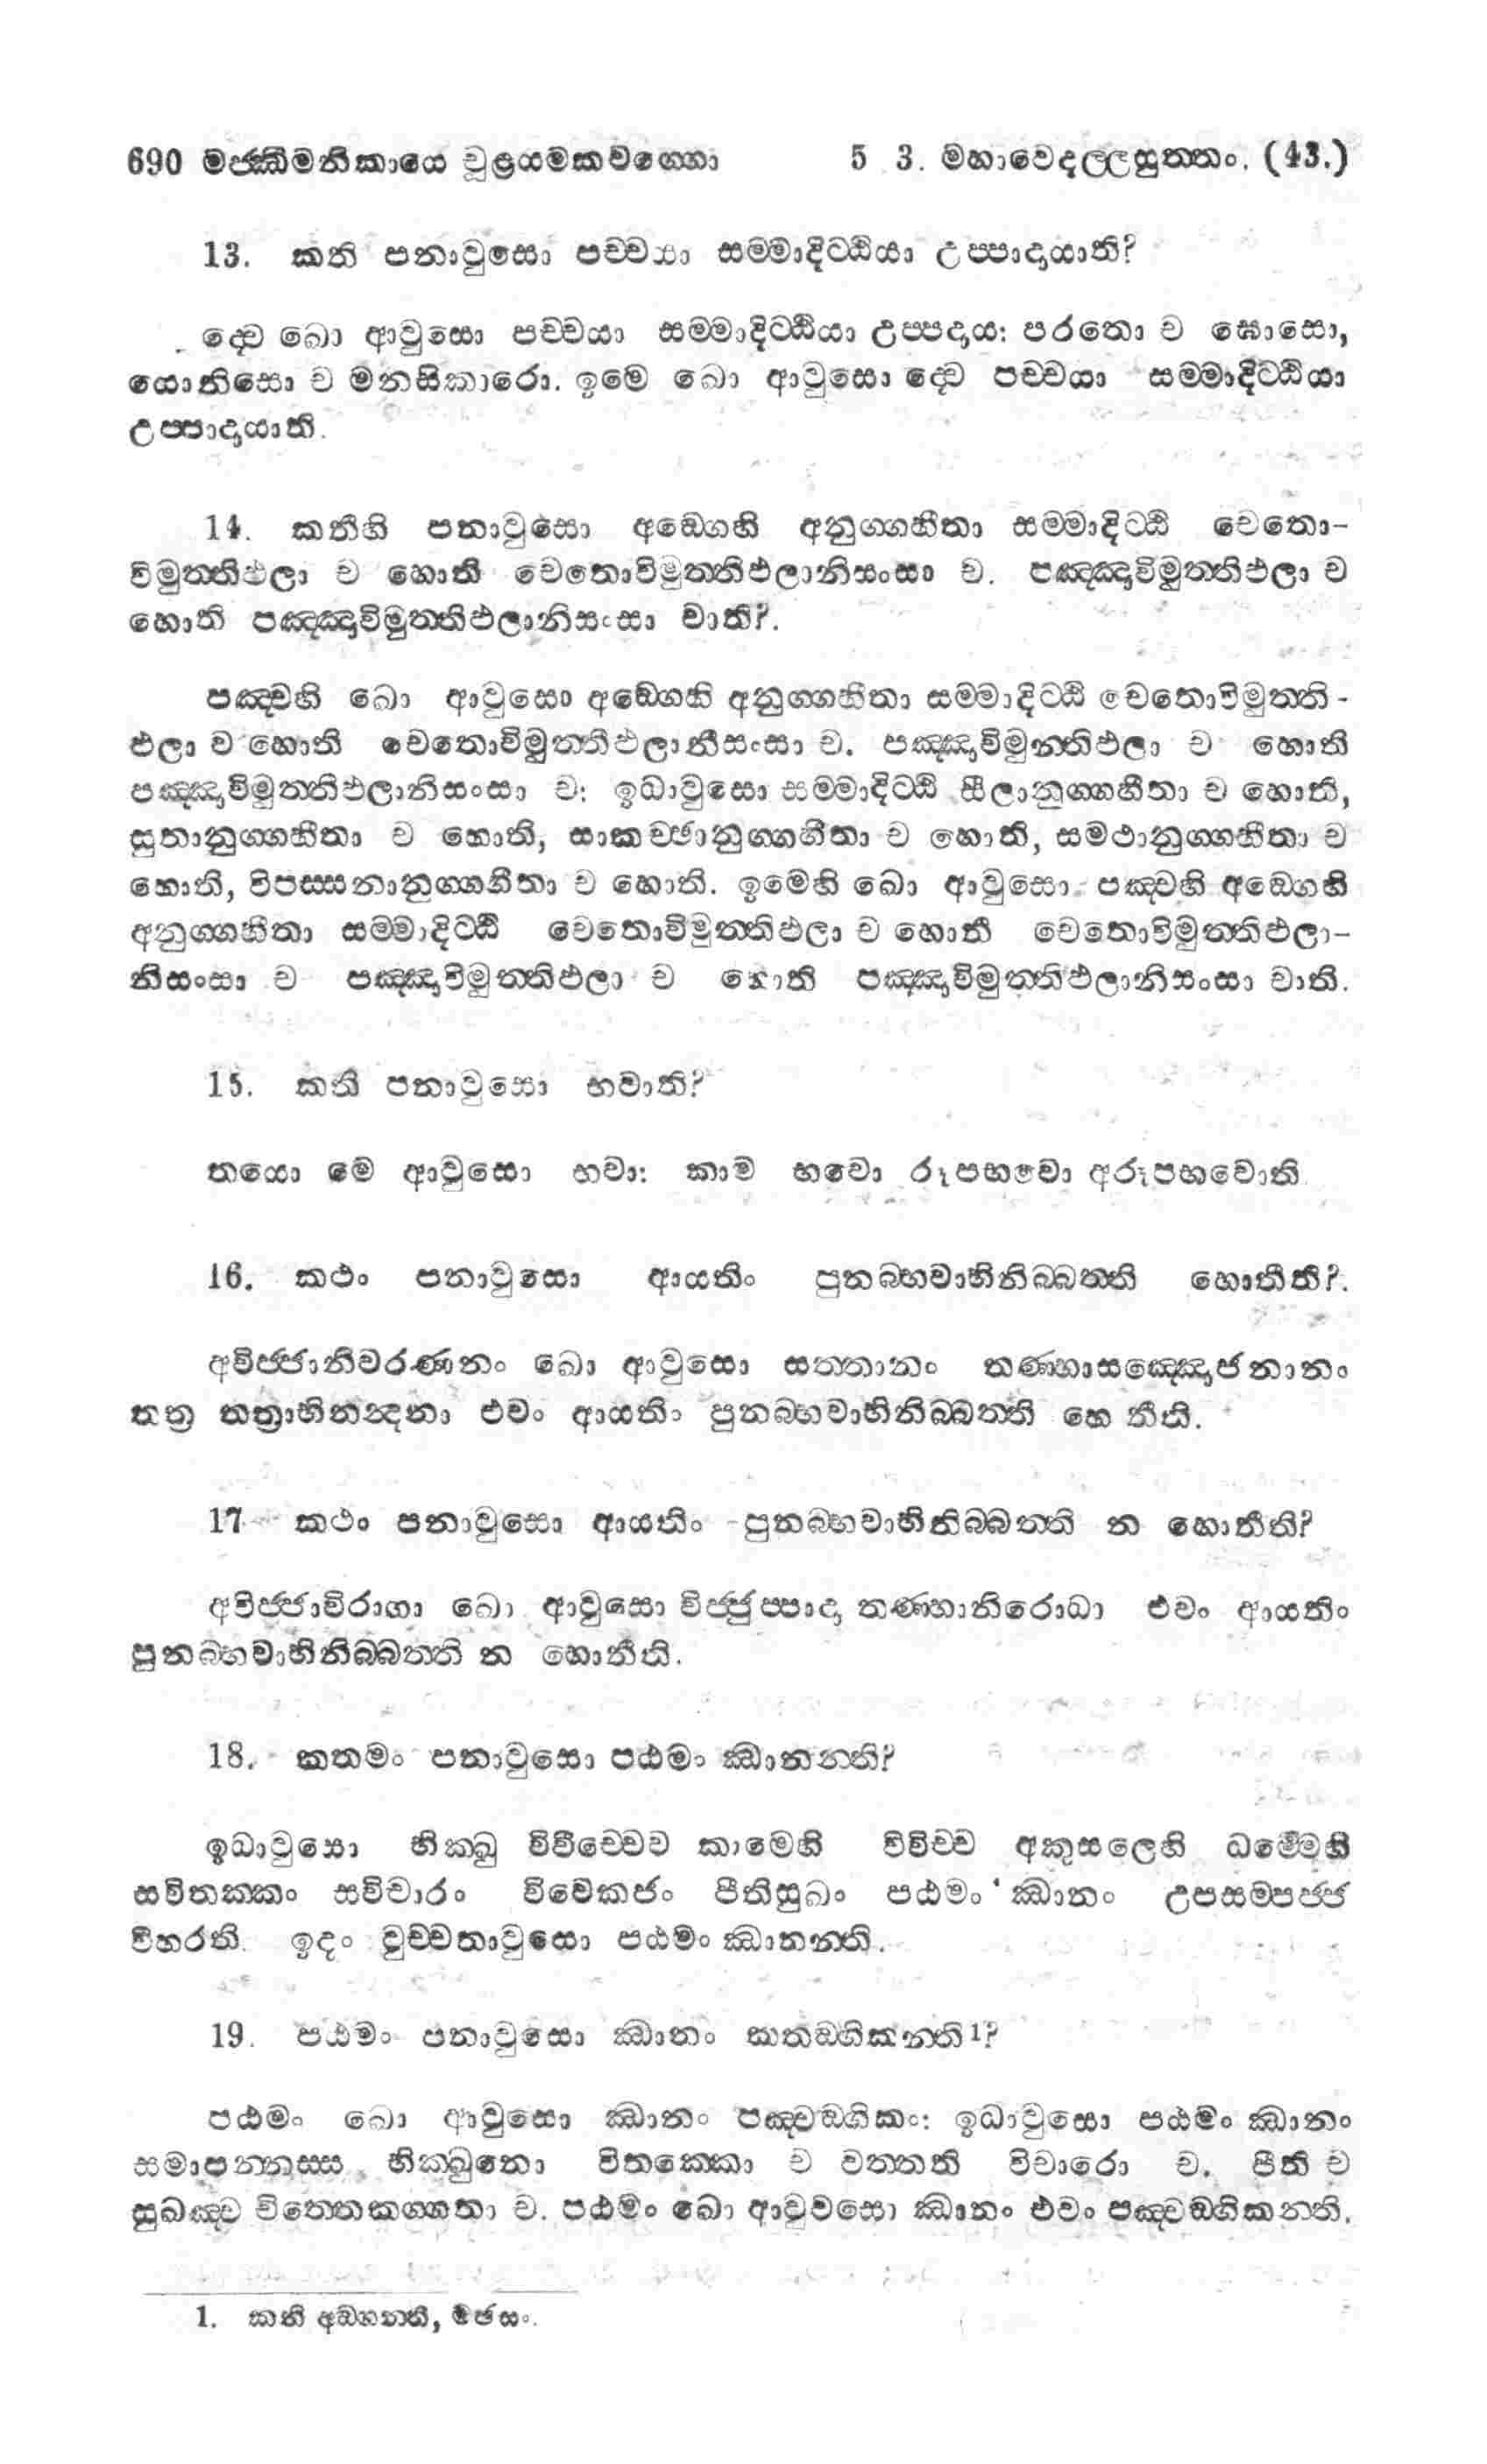 690 මජ්ඣිමනිකායෙ චූළයමකවග්ගො 5 3. මහාවෙදල්ලසුත්තං. (43.)
13. කති පනාවුසො පච්චයා සම්මාදිට්ඨියා උප්පාදායාති?
ද්වෙ ඛො ආවුසො පච්චයා සම්මාදිට්ඨියා උප්පදාය: පරතො ච ඝොසො,
යොනිසො ච මනසිකාරො. ඉමෙ ඛො ආවුසො ද්වෙ පච්චයා සම්මාදිට්ඨියා
උප්පාදායාති.
14. කතීහි පනාවුසො අඞ්ගෙහි අනුග්ගහීතා සම්මාදිට්ඨි චෙතො-
විමුත්තිඵලා ච හොති චෙතොවිමුත්තිඵලානිසංසා ච. පඤ්ඤාවිමුත්තිඵලා ච
හොති පඤ්ඤාවිමුත්තිඵලානිසංසා චාති?.
පඤ්චහි ඛො ආවුසො අඞ්ගෙහි අනුග්ගහීතා සම්මාදිට්ඨි චෙතොවිමුත්ති-
ඵලා ච හොති චෙතොවිමුත්තිඵලානිසංසා ච. පඤ්ඤාවිමුත්තිඵලා ච හොති
පඤ්ඤාවිමුත්තිඵලානිසංසා ච: ඉධාවුසො සම්මාදිට්ඨි සීලානුග්ගහීතා ච හොති,
සුතානුග්ගහීතා ච හොති, සාකච්ඡානුග්ගහීතා ච හොති, සමථානුග්ගහීතා ච
හොති, විපස්සනානුග්ගහීතා ච හොති. ඉමෙහි ඛො ආවුසො පඤ්චහි අඞ්ගෙහි
අනුග්ගහීතා සම්මාදිට්ඨි චෙතොවිමුත්තිඵලා ච හොති චෙතොවිමුත්තිඵලා-
නිසංසා ච පඤ්ඤාවිමුත්තිඵලා ච හොති පඤ්ඤාවිමුත්තිඵලානිසංසා චාති.
15. කති පනාවුසො භවාති?
තයො මෙ ආවුසො භවා: කාම භවො රූපභවො අරූපභවොති
16. කථං පනාවුසො ආයතිං පුනබ්භවාභිනිබ්බත්ති හොතීති?.
අවිජ්ජානිවරණනං ඛො ආවුසො සත්තානං තණ්හාසඤ්ඤොජනානං
තත්‍ර තත්‍රාභිනන්දනා එවං ආයතිං පුනබ්භවාභිනිබ්බත්ති හොතීති.
17 කථං පනාවුසො ආයතිං පුනබ්භවාභිනිබ්බත්ති න හොතීති?
අවිජ්ජාවිරාගා ඛො ආවුසො විජ්ජුප්පාදා තණ්හානිරොධා එවං ආයතිං
පුනබ්භවාභිනිබ්බත්ති න හොතීති.
18. කතමං පනාවුසො පඨමං ඣානන්ති?
ඉධාවුසො භික්ඛු විවිච්චෙව කාමෙහි විවිච්ච අකුසලෙහි ධම්මෙහි
සවිතක්කං සවිචාරං විවෙකජං පීතිසුඛං පඨමං ඣානං උපසම්පජ්ජ
විහරති. ඉදං වුච්චතාවුසො පඨමං ඣානන්ති.
19. පඨමං පනාවුසො ඣානං කතඞ්ගිකන්ති1?
පඨමං ඛො ආවුසො ඣානං පඤ්චඞ්ගිකං: ඉධාවුසො පඨමං ඣානං
සමාපන්නස්ස භික්ඛුනො විතක්කො ච වත්තති විචාරො ච. පීති ච
සුඛඤ්ච චිත්තෙකග්ගතා ච. පඨමං ඛො ආවුවසො ඣානං එවං පඤ්චඞ්ගිකන්ති.
1. කති අඞ්ගන්ති, මඡසං.